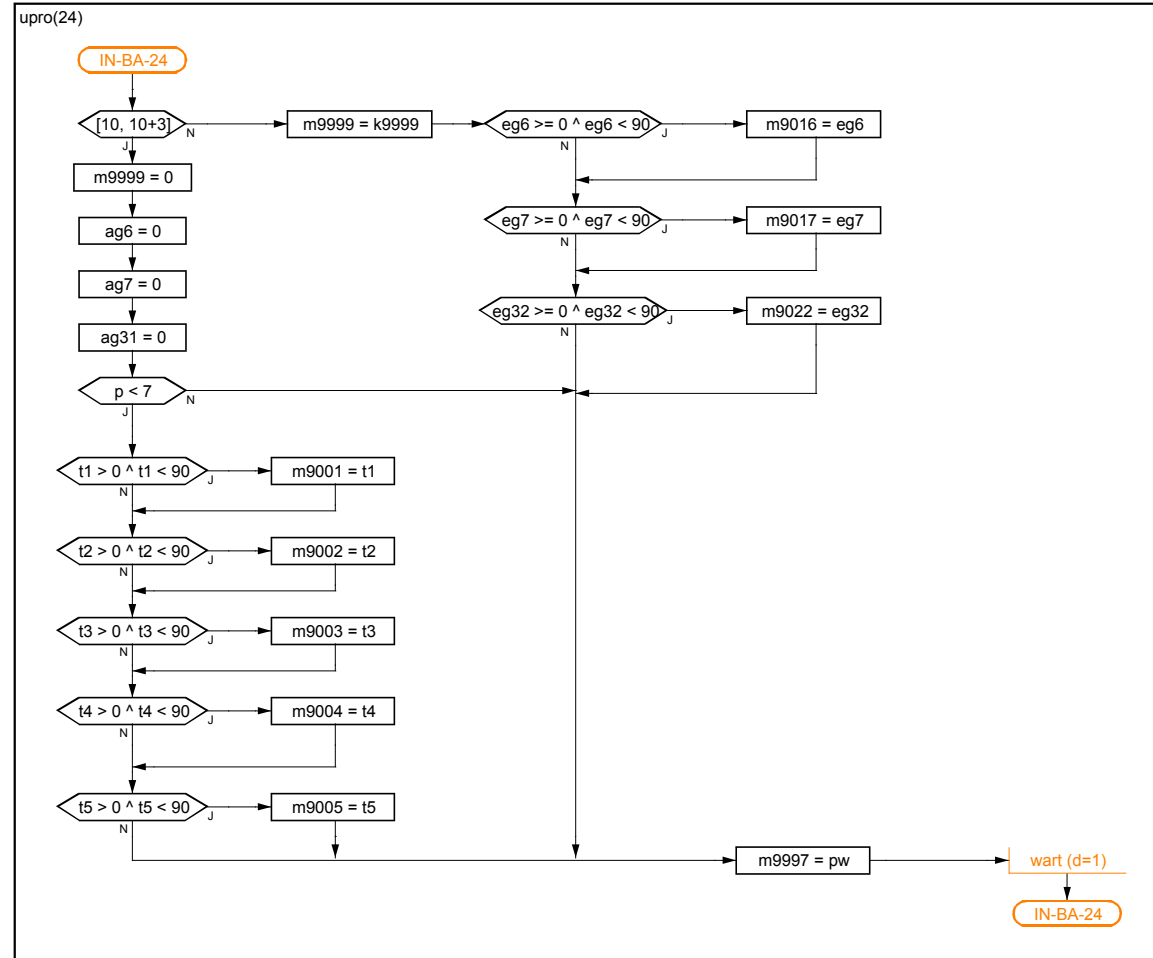 upro(24)
IN-BA-24
[10, 10+3]
N
J
m9999 = k9999
eg6 >= 0 ^ eg6 < 90
J
N
m9016 = eg6
m9999 = 0
ag6 = 0
eg7 >= 0 ^ eg7 < 90
J
N
m9017 = eg7
ag7 = 0
eg32 >= 0 ^ eg32 < 90
J
N
m9022 = eg32
ag31 = 0
p < 7
N
J
t1 > 0 ^ t1 < 90
J
N
m9001 = t1
t2 > 0 ^ t2 < 90
J
N
m9002 = t2
t3 > 0 ^ t3 < 90
J
N
m9003 = t3
t4 > 0 ^ t4 < 90
J
N
m9004 = t4
t5 > 0 ^ t5 < 90
J
N
m9005 = t5
m9997 = pw
wart (d=1)
IN-BA-24